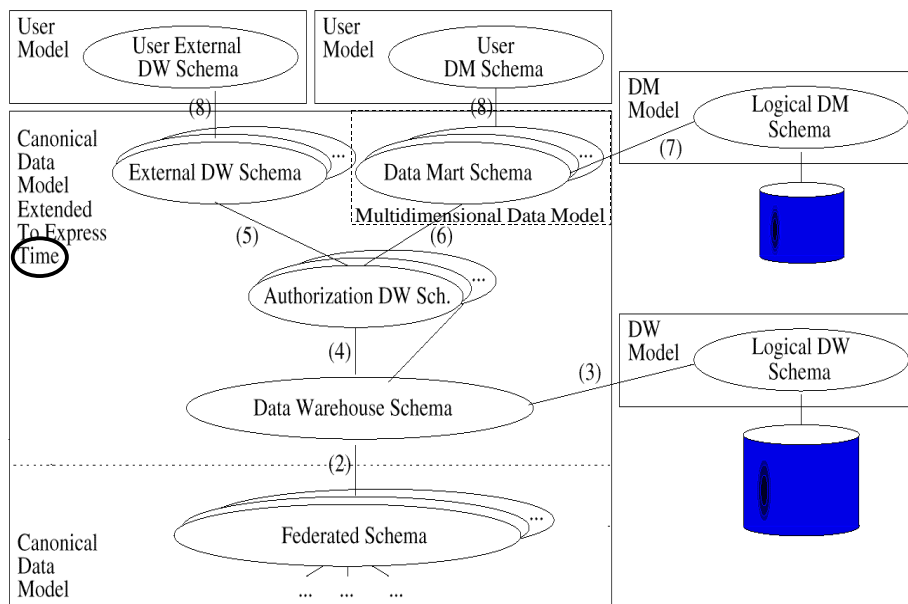 User
Model
User External
DW Schema
User
Model
User
DM Schema
(8)
(8)
DM
Model
Logical DM
Schema
(7)
Canonical
Data
Model
Extended
To Express
Time
External DW Schema
...
Data Mart Schema
...
Multidimensional Data Model
(5)
(6)
Authorization DW Sch.
...
(4)
DW
Model
Logical DW
Schema
(3)
Data Warehouse Schema
(2)
Federated Schema
...
Canonical
Data
Model
... ... ...